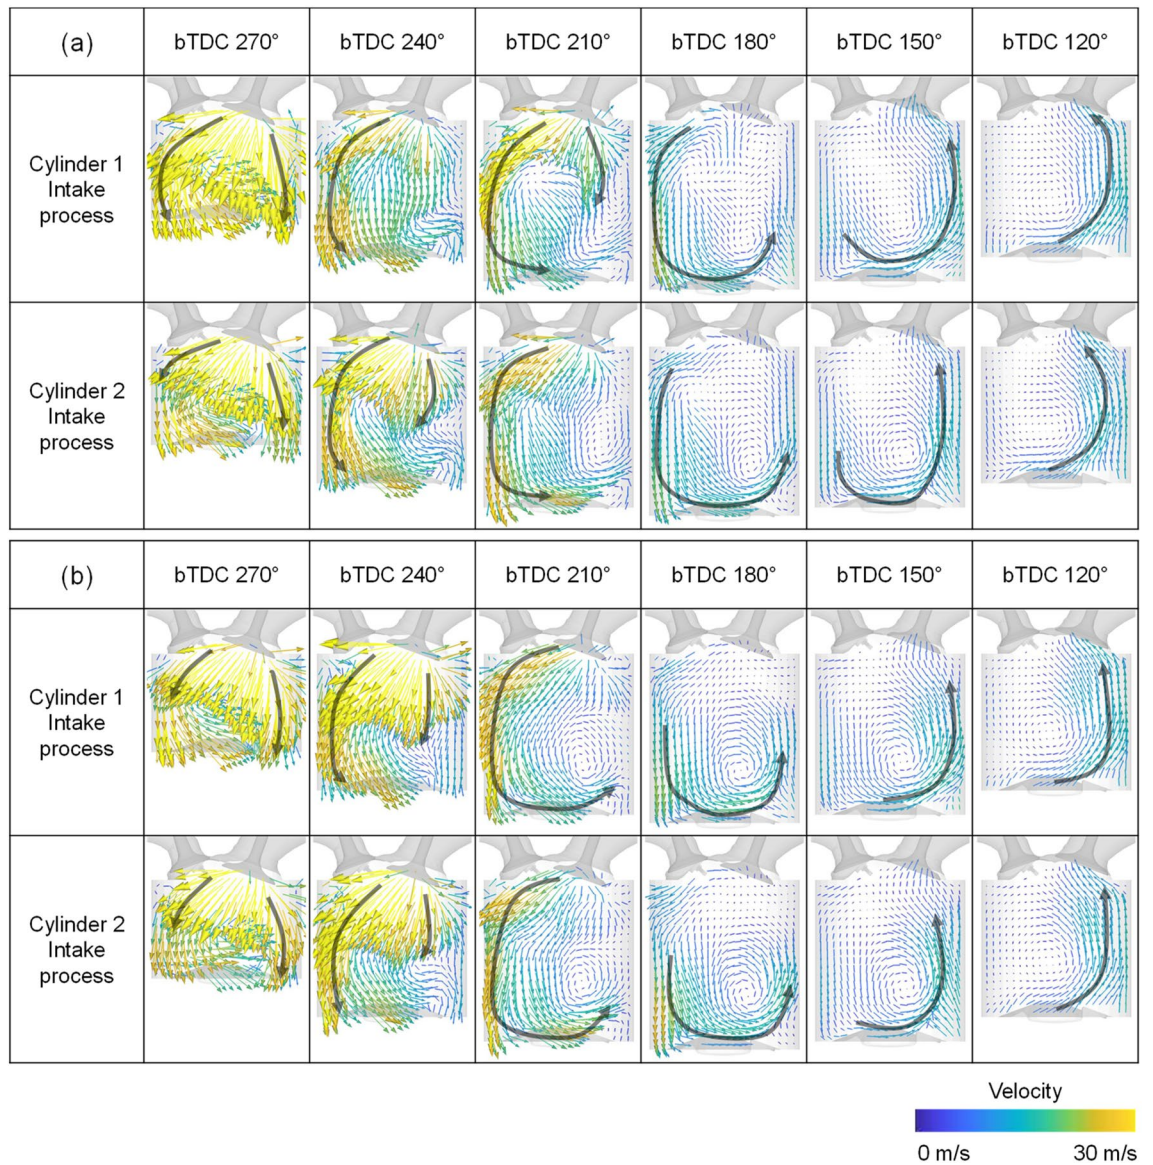 (a) bTDC 270° bTDC 240° bTDC 210° bTDC 180° bTDC 150° bTDC 120°
Cylinder 1
Intake
process
Cylinder 2
Intake
process
(b) bTDC 270° bTDC 240° bTDC 210° bTDC 180° bTDC 150° bTDC 120°
Cylinder 1
Intake
process
Cylinder 2
Intake
process
Velocity
0 m/s 30 m/s